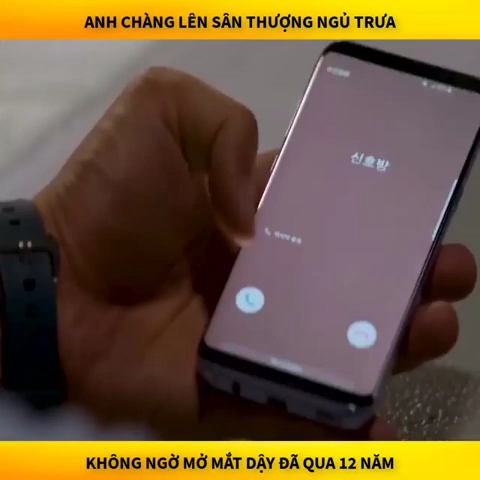 ANH CHÀNG LÊN SÂN THƯỢNG NGỦ TRƯA
신호방
KHÔNG NGỜ MỞ MẮT DẬY ĐÃ QUA 12 NĂM